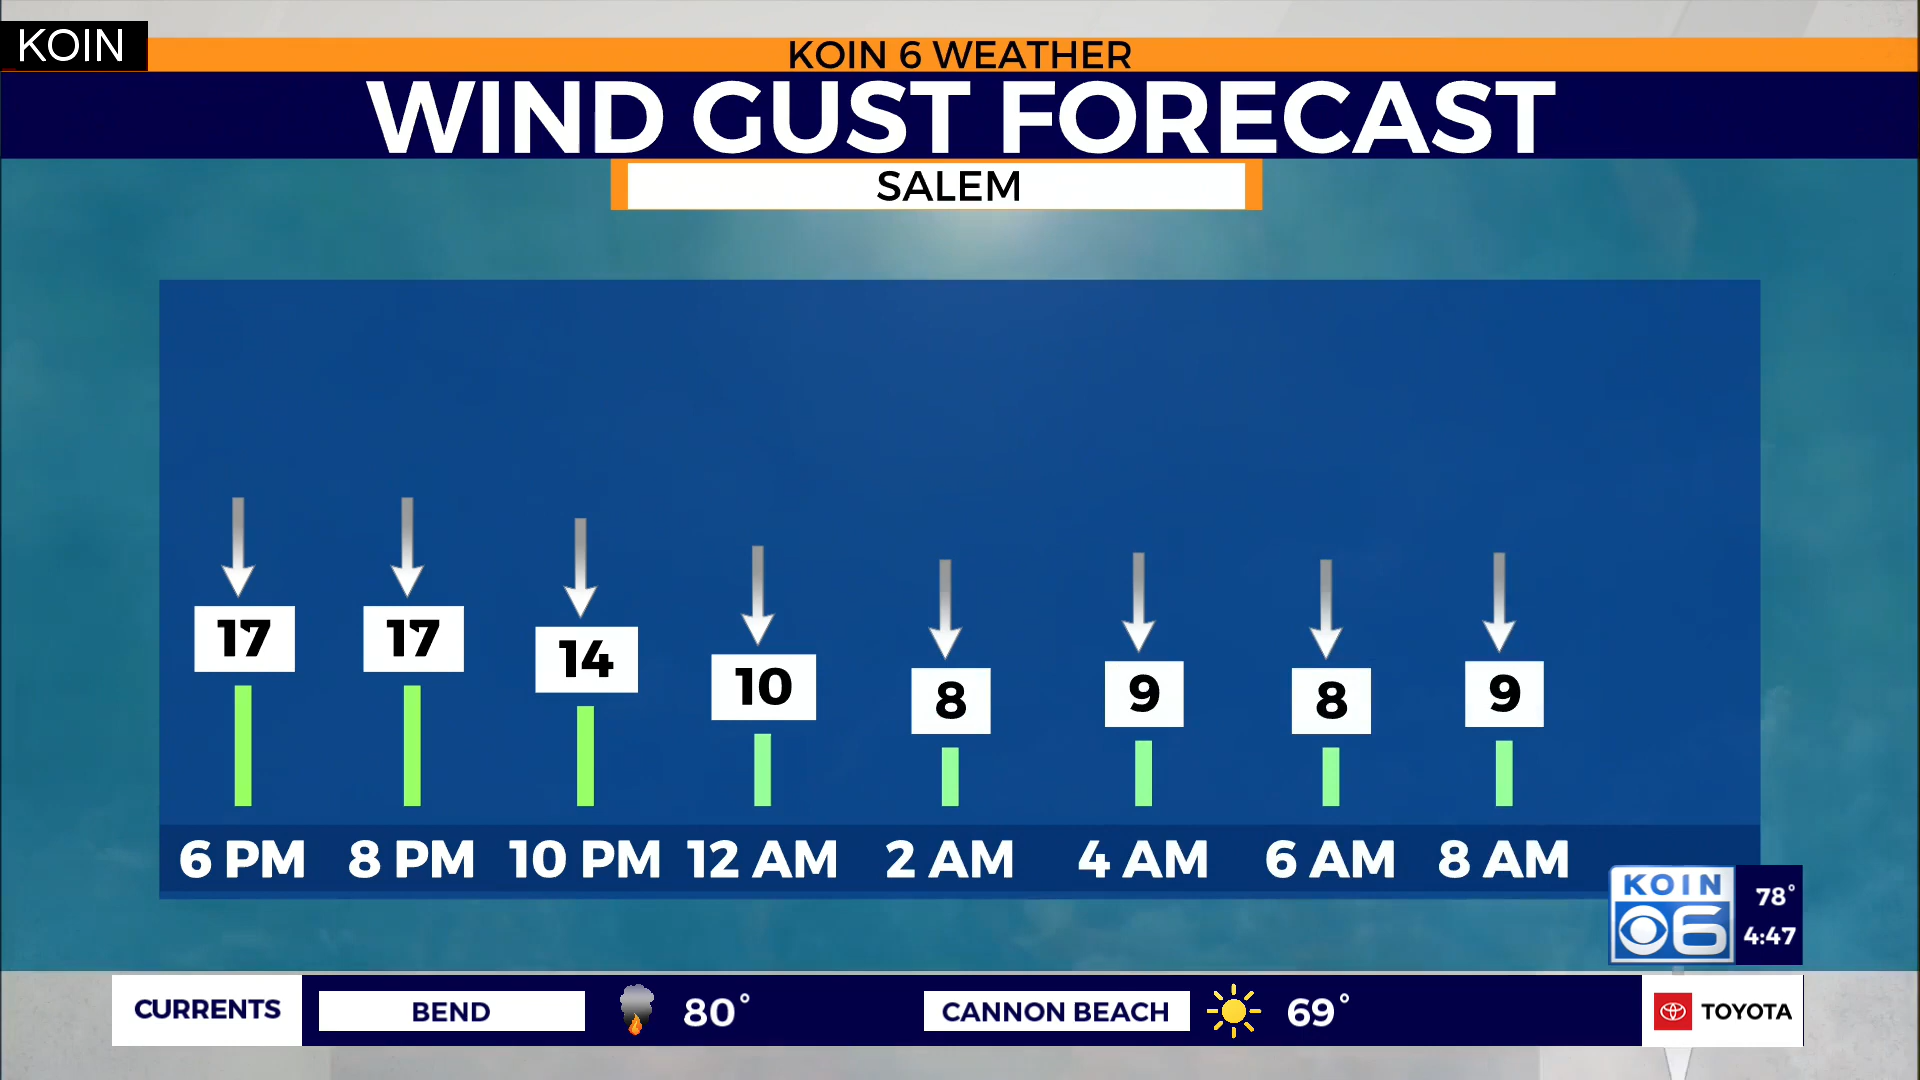 KOIN
KOIN 6 WEATHER
WIND GUST FORECAST
SALEM
17 17 14 10 8 9 8 9
6 PM 8 PM 10 PM 12 AM 2 AM 4 AM 6 AM 8 AM
KOIN 6
78°
4:47
CURRENTS BEND 80° CANNON BEACH 69° TOYOTA